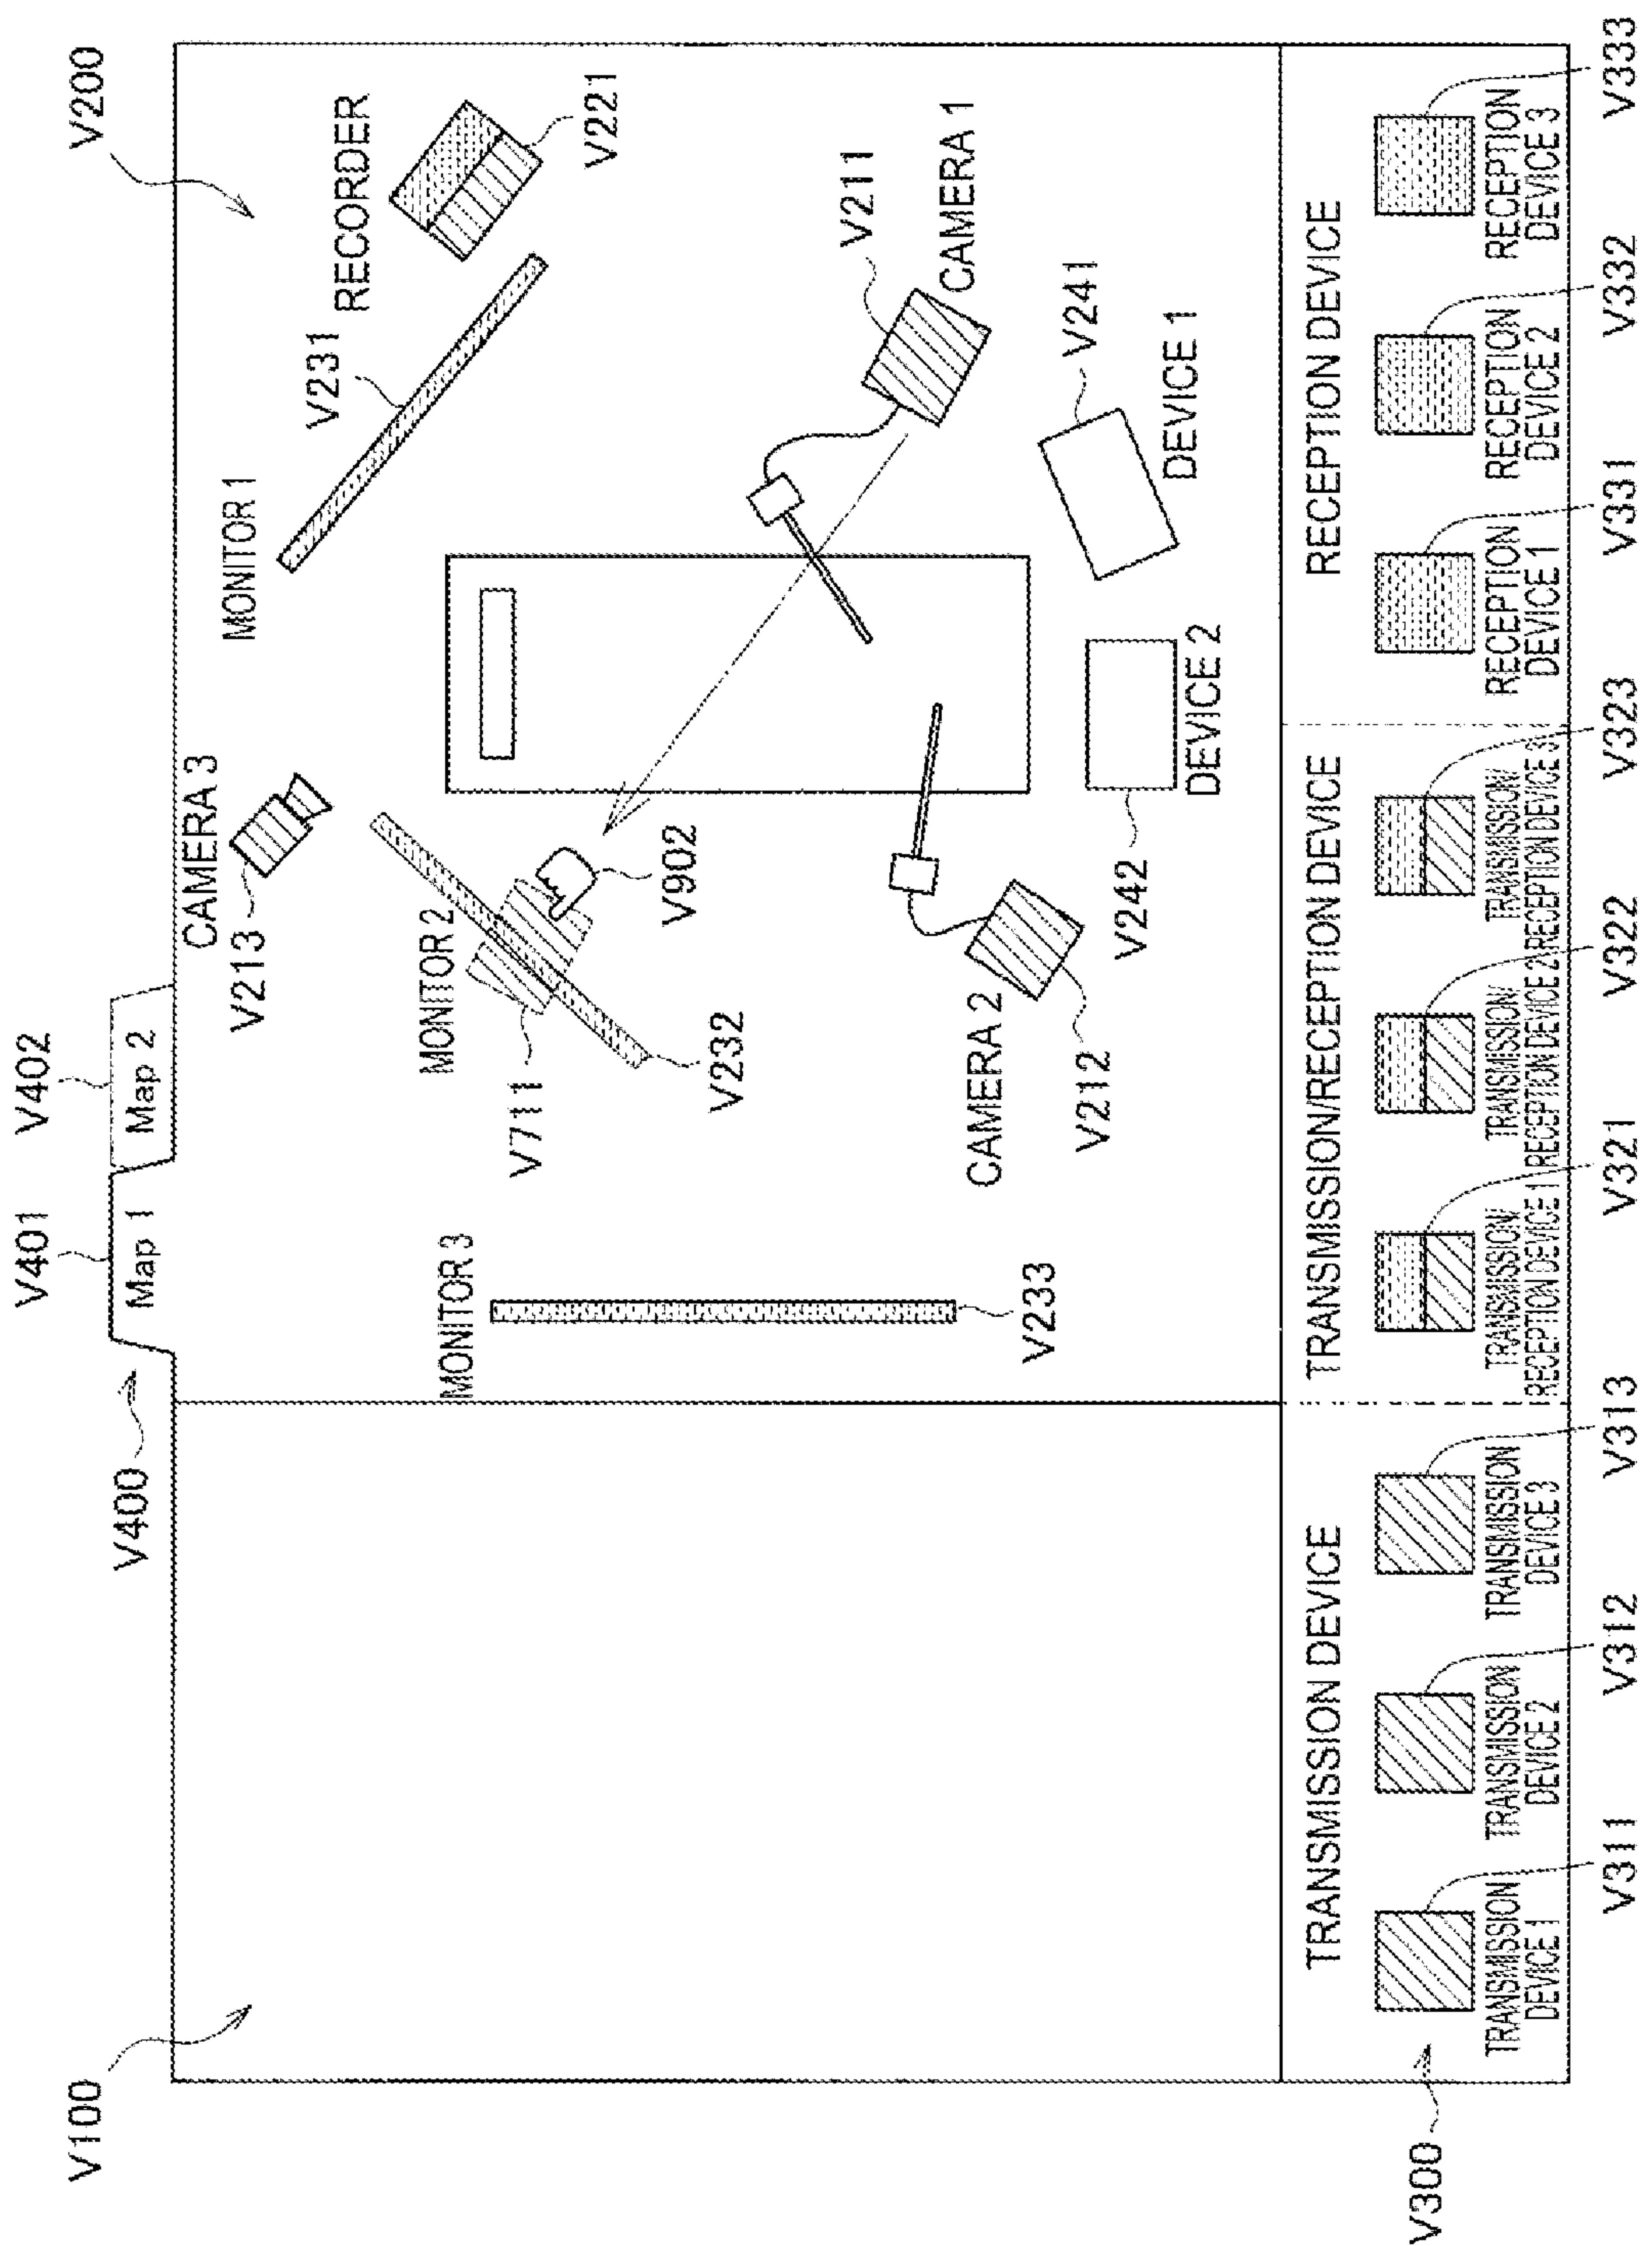 V401
V402
V400
Map 1
Map 2
V100
V200
CAMERA 3
V213
RECORDER
V221
MONITOR 1
V231
MONITOR 2
V711
V902
V232
MONITOR 3
V233
V211
CAMERA 1
CAMERA 2
V212
V241
DEVICE 1
V242
DEVICE 2
V300
TRANSMISSION DEVICE
TRANSMISSION/RECEPTION DEVICE
RECEPTION DEVICE
TRANSMISSION
DEVICE 1
TRANSMISSION
DEVICE 2
TRANSMISSION
DEVICE 3
TRANSMISSION/
RECEPTION DEVICE 1
TRANSMISSION/
RECEPTION DEVICE 2
TRANSMISSION/
RECEPTION DEVICE 3
RECEPTION
DEVICE 1
RECEPTION
DEVICE 2
RECEPTION
DEVICE 3
V311
V312
V313
V321
V322
V323
V331
V332
V333